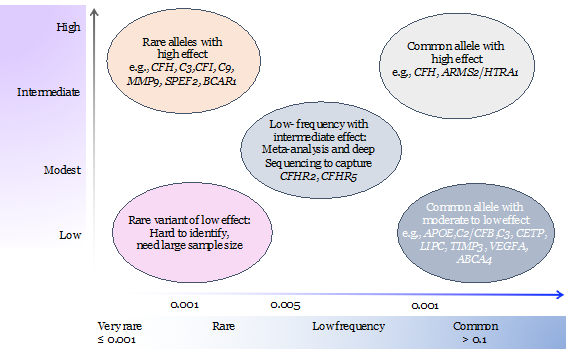 High
Intermediate
Modest
Low
Rare alleles with
high effect
e.g., CFH, C3,CFI, C9,
MMP9, SPEF2, BCAR1
Common allele with
high effect
e.g., CFH, ARMS2/HTRA1
Low- frequency with
intermediate effect:
Meta-analysis and deep
Sequencing to capture
CFHR2, CFHR5
Rare variant of low effect:
Hard to identify,
need large sample size
Common allele with
moderate to low effect
e.g., APOE,C2/CFB,C3, CETP,
LIPC, TIMP3, VEGFA,
ABCA4
0.001
0.005
0.001
Very rare
≤ 0.001
Rare
Low frequency
Common
> 0.1